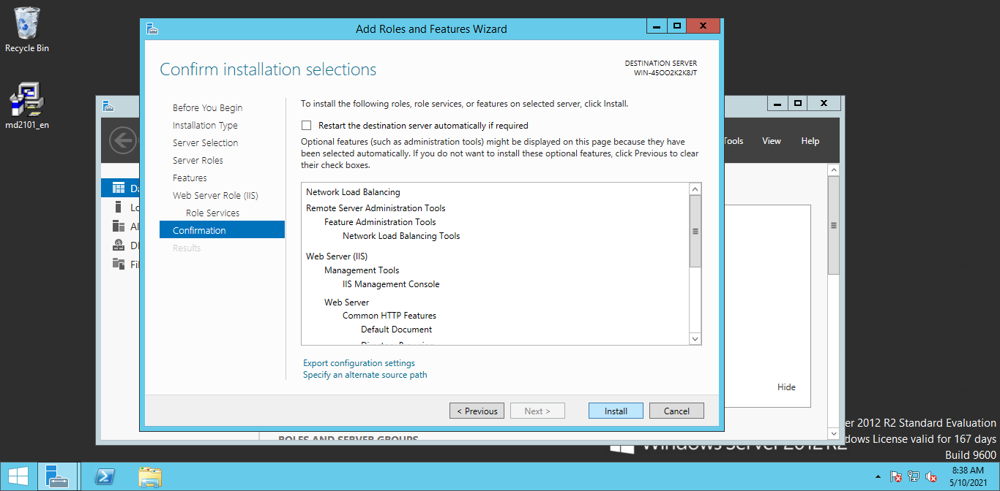 Recycle Bin
md2101_en
Add Roles and Features Wizard
Confirm installation selections
DESTINATION SERVER
WIN-45OO2K2K8JT
Before You Begin
Installation Type
Server Selection
Server Roles
Features
Web Server Role (IIS)
Role Services
Confirmation
Results
To install the following roles, role services, or features on selected server, click Install.
Restart the destination server automatically if required
Optional features (such as administration tools) might be displayed on this page because they have
been selected automatically. If you do not want to install these optional features, click Previous to clear
their check boxes.
Network Load Balancing
Remote Server Administration Tools
Feature Administration Tools
Network Load Balancing Tools
Web Server (IIS)
Management Tools
IIS Management Console
Web Server
Common HTTP Features
Default Document
Directory Browsing
Export configuration settings
Specify an alternate source path
< Previous
Next >
Install
Cancel
Tools
View
Help
Da
Lo
Al
Fil
Hide
ROLES AND SERVER GROUPS
Windows Server 2012 R2
er 2012 R2 Standard Evaluation
dows License valid for 167 days
Build 9600
8:38 AM
5/10/2021